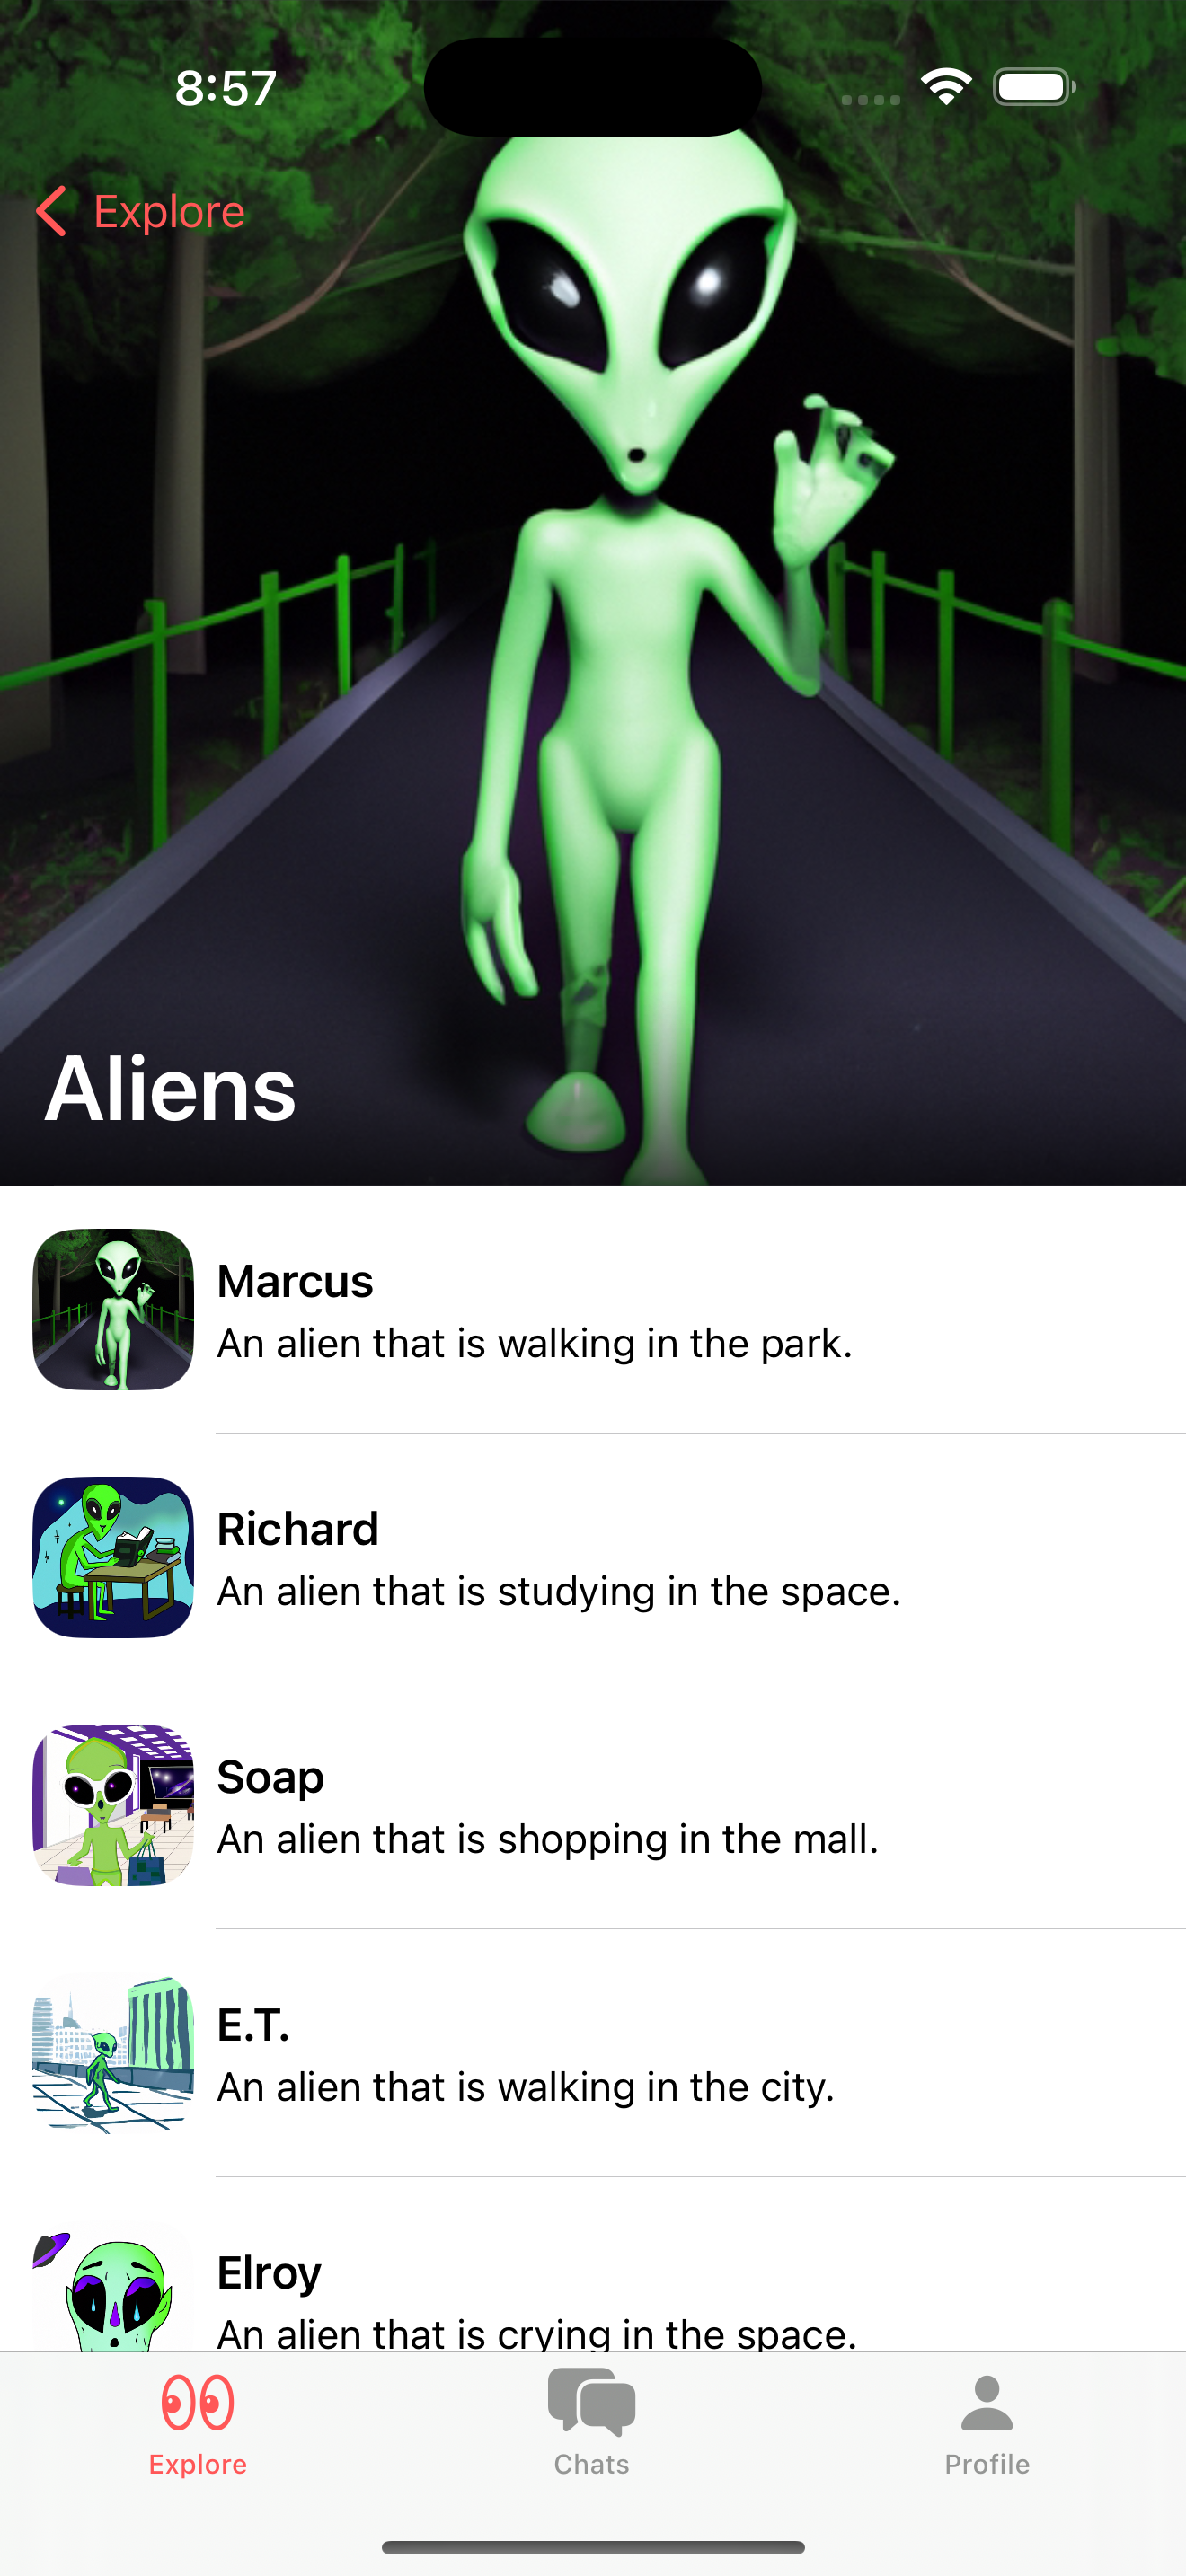 8:57
Explore
Aliens
Marcus
An alien that is walking in the park.
Richard
An alien that is studying in the space.
Soap
An alien that is shopping in the mall.
E.T.
An alien that is walking in the city.
Elroy
An alien that is crying in the space.
Explore
Chats
Profile